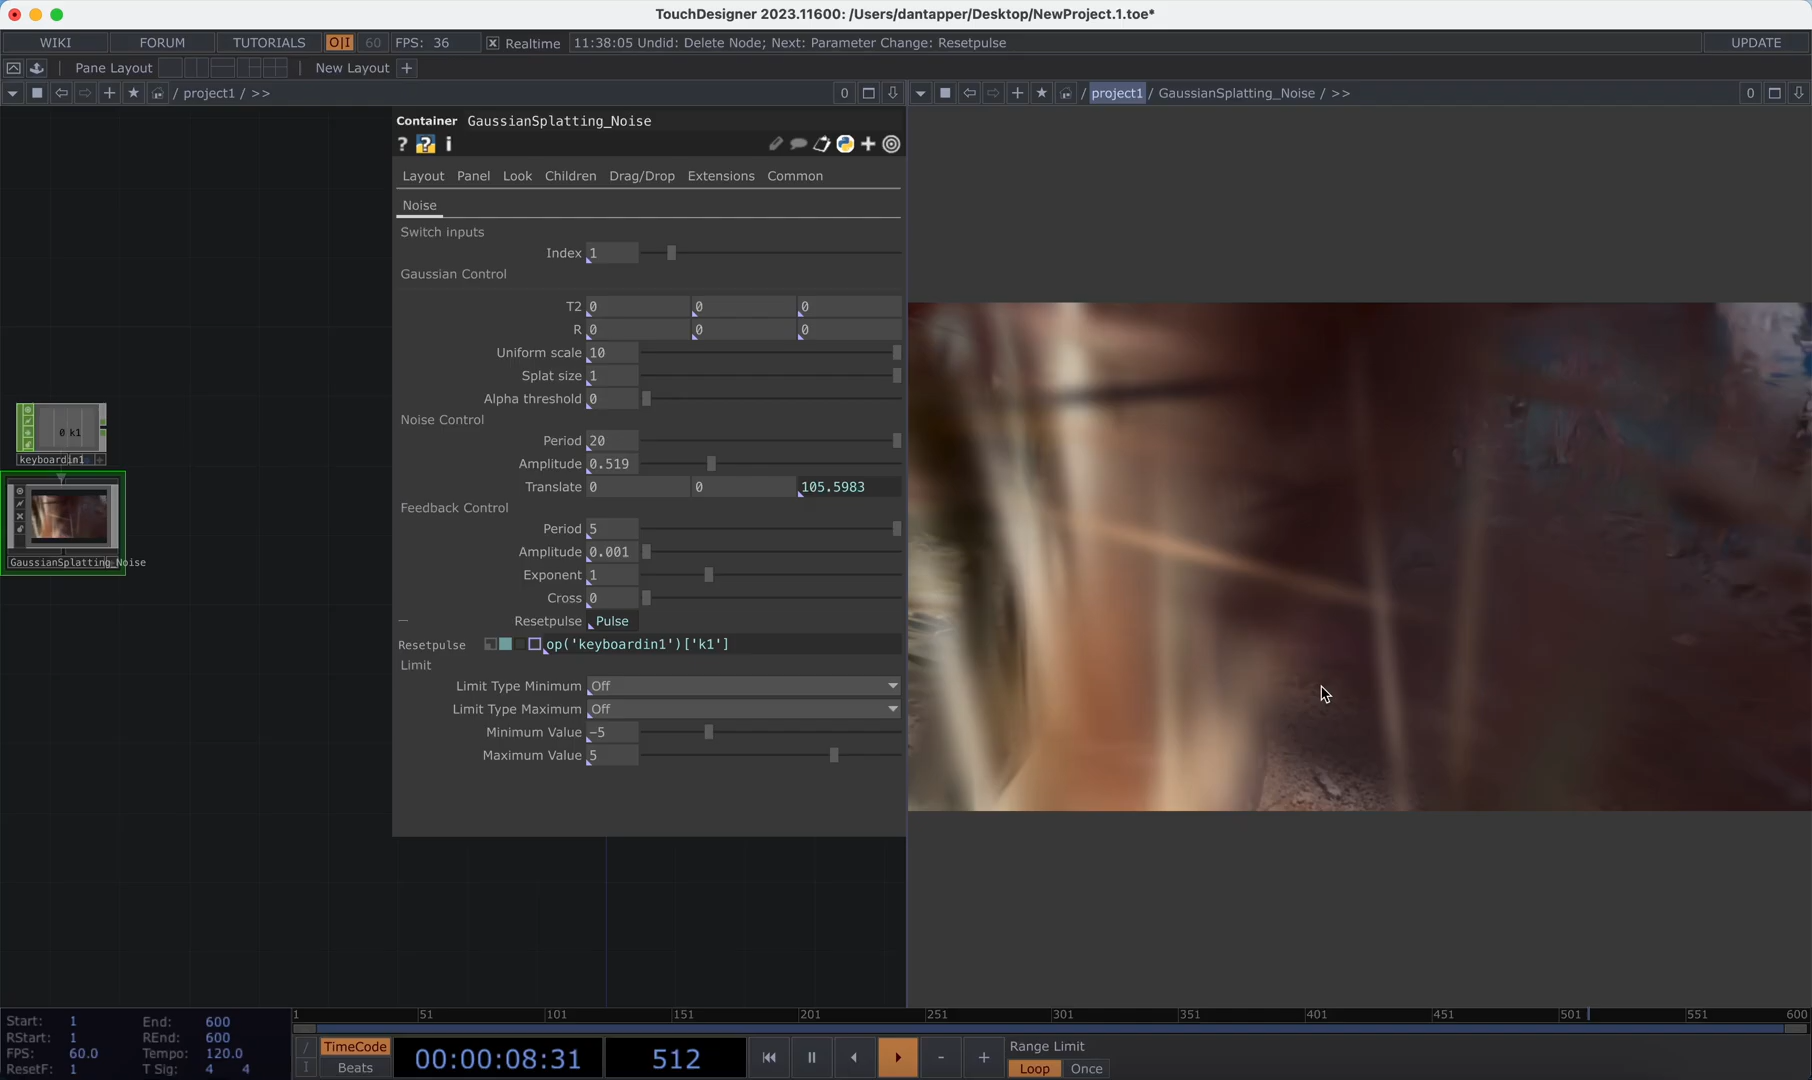 TouchDesigner 2023.11600: /Users/dantapper/Desktop/NewProject.1.toe*
WIKI FORUM TUTORIALS O|I 60 FPS: 36 Realtime 11:38:05 Undid: Delete Node; Next: Parameter Change: Resetpulse UPDATE
Pane Layout New Layout +
/ project1 / >> 0 / project1 / GaussianSplatting_Noise / >> 0
Container GaussianSplatting_Noise
? ? i
Layout Panel Look Children Drag/Drop Extensions Common
Noise
Switch inputs
Index 1
Gaussian Control
T2 0 0 0
R 0 0 0
Uniform scale 10
Splat size 1
Alpha threshold 0
Noise Control
Period 20
Amplitude 0.519
Translate 0 0 105.5983
Feedback Control
Period 5
Amplitude 0.001
Exponent 1
Cross 0
Resetpulse Pulse
Resetpulse op('keyboardin1')['k1']
Limit
Limit Type Minimum Off
Limit Type Maximum Off
Minimum Value -5
Maximum Value 5
0 k1
keyboardin1
GaussianSplatting_Noise
1 51 101 151 201 251 301 351 401 451 501 551 600
Start: 1 End: 600
RStart: 1 REnd: 600
FPS: 60.0 Tempo: 120.0
ResetF: 1 T Sig: 4 4
/ TimeCode
I Beats
00:00:08:31 512 - +
Range Limit
Loop Once